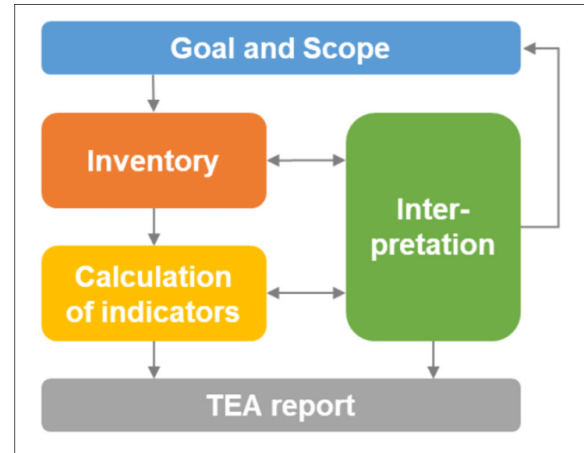 Goal and Scope
Inventory
Inter-
pretation
Calculation
of indicators
TEA report